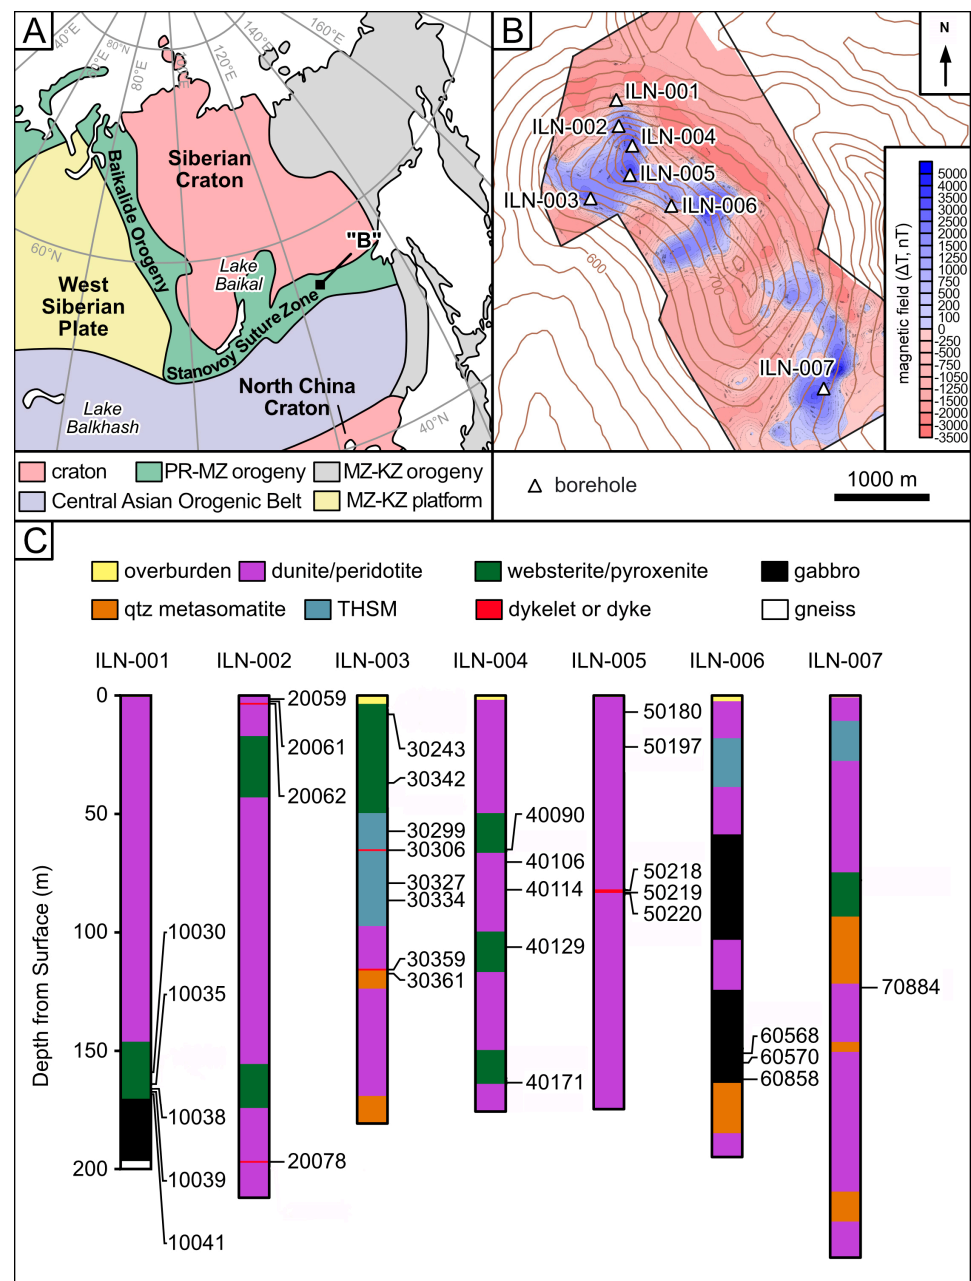 A
40°E
80°N
60°E
80°E
120°E
140°E
160°E
Siberian
Craton
Baikalide Orogeny
"B"
60°N
Lake
Baikal
West
Siberian
Plate
Stanovoy Suture Zone
North China
Craton
Lake
Balkhash
40°N
craton
PR-MZ orogeny
MZ-KZ orogeny
Central Asian Orogenic Belt
MZ-KZ platform
B
N
ILN-001
ILN-002
ILN-004
ILN-005
ILN-003
ILN-006
600
700
ILN-007
magnetic field (ΔT, nT)
5000
4000
3500
3000
2500
2000
1500
1000
750
500
200
100
0
-250
-500
-750
-1050
-1250
-1500
-2000
-3000
-3500
borehole
1000 m
C
overburden
dunite/peridotite
websterite/pyroxenite
gabbro
qtz metasomatite
THSM
dykelet or dyke
gneiss
ILN-001
ILN-002
ILN-003
ILN-004
ILN-005
ILN-006
ILN-007
Depth from Surface (m)
0
50
100
150
200
10030
10035
10038
10039
10041
20059
20061
20062
20078
30243
30342
30299
30306
30327
30334
30359
30361
40090
40106
40114
40129
40171
50180
50197
50218
50219
50220
60568
60570
60858
70884